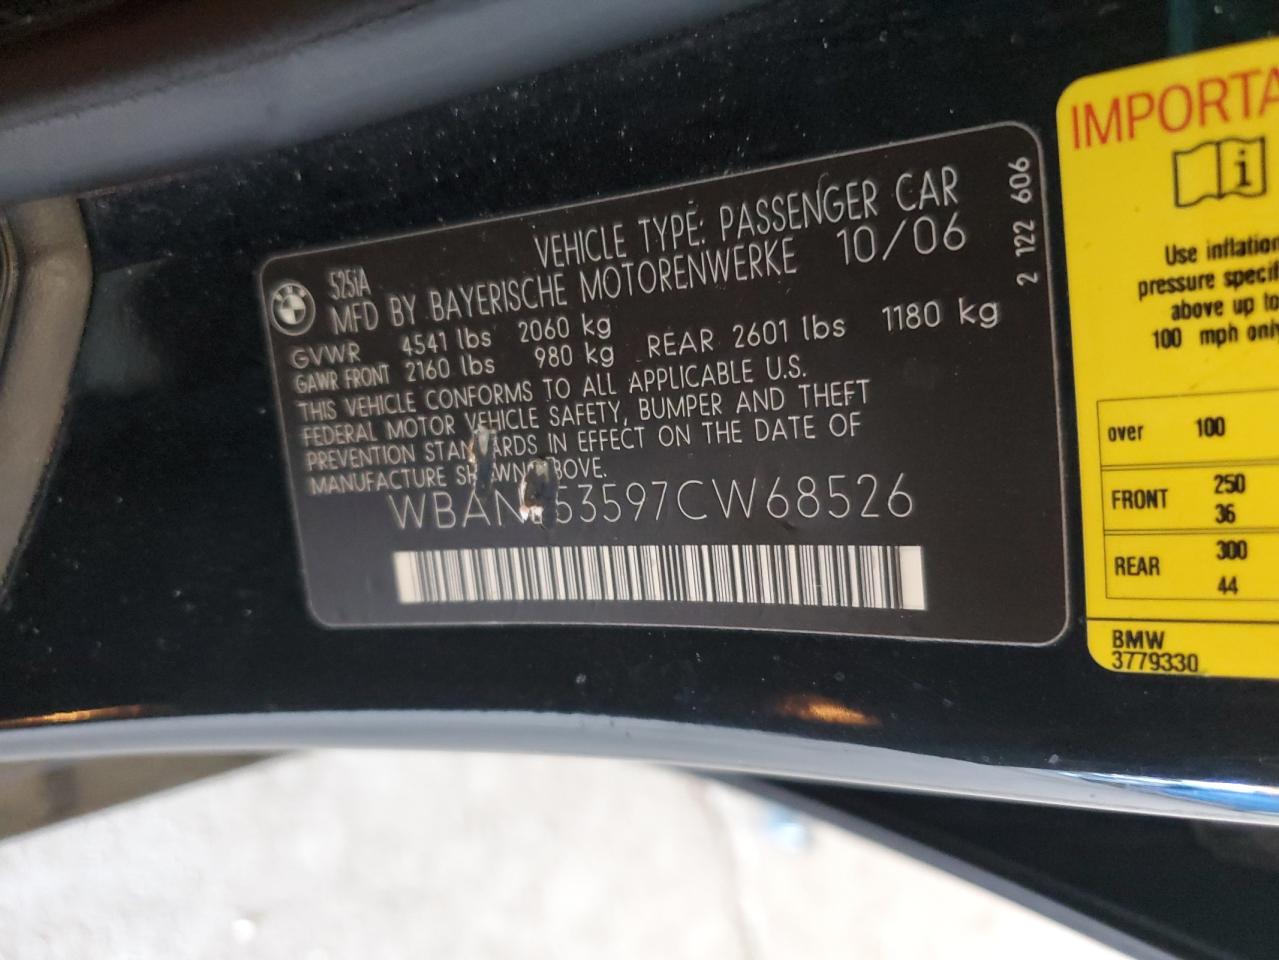 VEHICLE TYPE: PASSENGER CAR
525iA
MFD BY BAYERISCHE MOTORENWERKE 10/06
GVWR 4541 lbs 2060 kg
GAWR FRONT 2160 lbs 980 kg REAR 2601 lbs 1180 kg
THIS VEHICLE CONFORMS TO ALL APPLICABLE U.S.
FEDERAL MOTOR VEHICLE SAFETY, BUMPER AND THEFT
PREVENTION STANDARDS IN EFFECT ON THE DATE OF
MANUFACTURE SHOWN ABOVE.
2 122 606
IMPORTA
i
Use inflation
pressure specif
above up to
100 mph only
over 100
FRONT 250
36
REAR 300
44
BMW
3779330